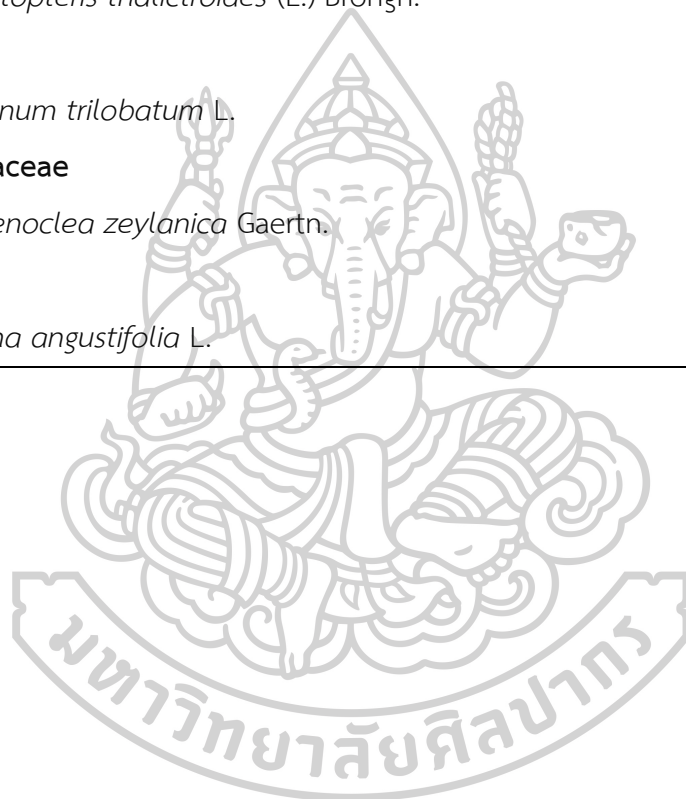 topteris thalictroides (L.) Brongn.
num trilobatum L.
aceae
enoclea zeylanica Gaertn.
na angustifolia L.
มหาวิทยาลัยศิลปากร